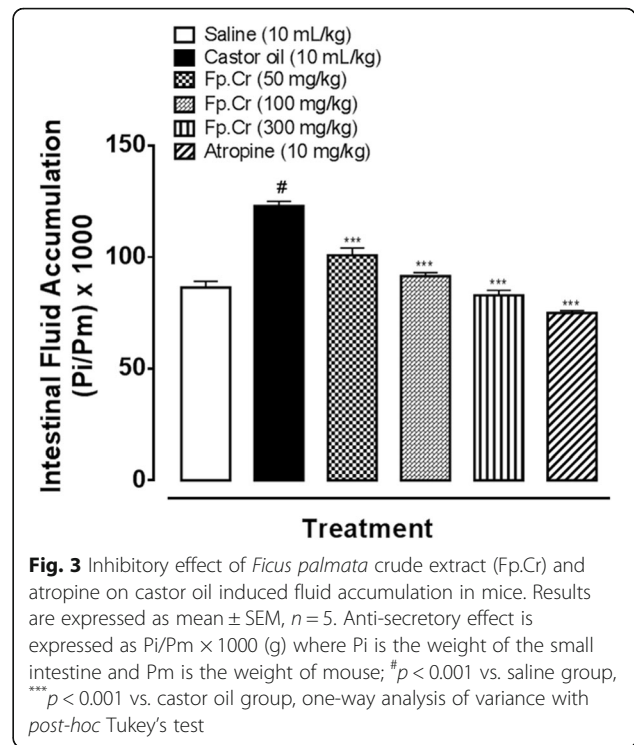 Saline (10 mL/kg)
Castor oil (10 mL/kg)
Fp.Cr (50 mg/kg)
Fp.Cr (100 mg/kg)
Fp.Cr (300 mg/kg)
Atropine (10 mg/kg)
Intestinal Fluid Accumulation
(Pi/Pm) x 1000
150
100
50
0
#
***
***
***
***
Treatment
Fig. 3 Inhibitory effect of Ficus palmata crude extract (Fp.Cr) and
atropine on castor oil induced fluid accumulation in mice. Results
are expressed as mean ± SEM, n = 5. Anti-secretory effect is
expressed as Pi/Pm × 1000 (g) where Pi is the weight of the small
intestine and Pm is the weight of mouse; #p < 0.001 vs. saline group,
***p < 0.001 vs. castor oil group, one-way analysis of variance with
post-hoc Tukey's test